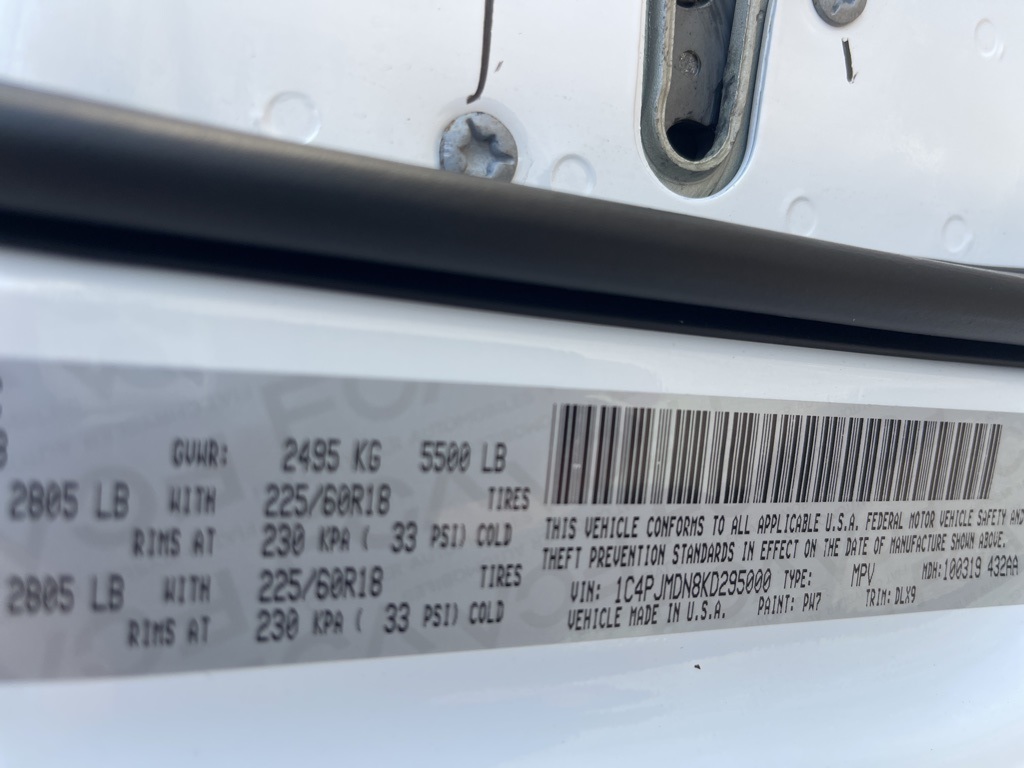 GVWR: 2495 KG 5500 LB
2805 LB WITH 225/60R18 TIRES
RIMS AT 230 KPA ( 33 PSI) COLD
2805 LB WITH 225/60R18 TIRES
RIMS AT 230 KPA ( 33 PSI) COLD
THIS VEHICLE CONFORMS TO ALL APPLICABLE U.S.A. FEDERAL MOTOR VEHICLE SAFETY AND
THEFT PREVENTION STANDARDS IN EFFECT ON THE DATE OF MANUFACTURE SHOWN ABOVE.
VIN: 1C4PJMDN8KD295000 TYPE: MPV MDH:100319 432AA
VEHICLE MADE IN U.S.A. PAINT: PW7 TRIM: DLX9